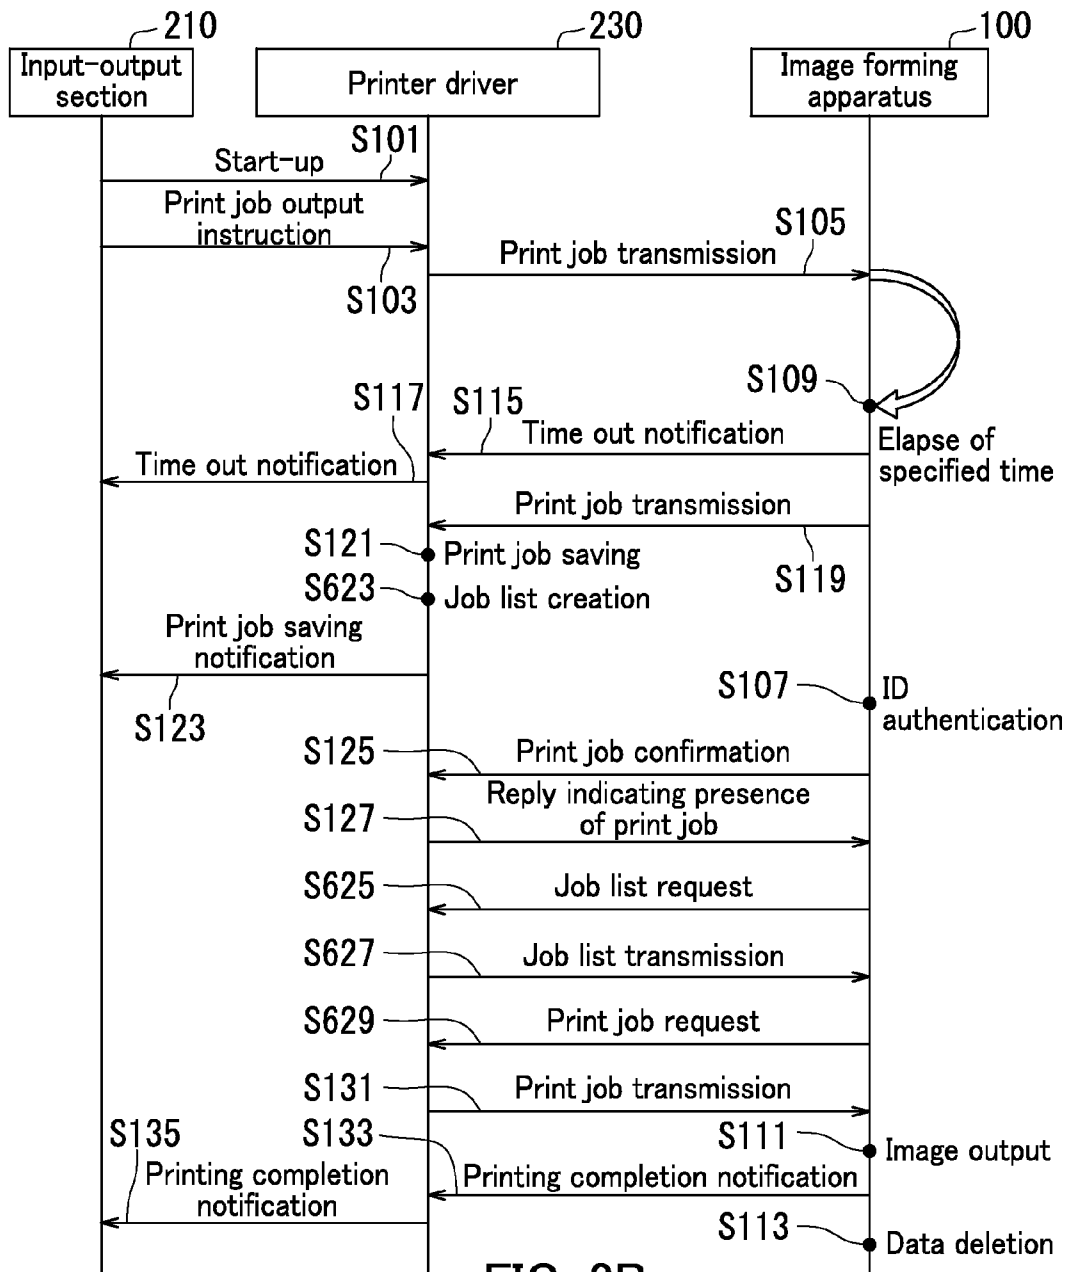 210
230
100
Input-output
section
Printer driver
Image forming
apparatus
S101
Start-up
Print job output
instruction
S103
S105
Print job transmission
S109
Elapse of
specified time
S117
S115
Time out notification
Time out notification
Print job transmission
S119
S121
Print job saving
S623
Job list creation
Print job saving
notification
S123
S107
ID
authentication
S125
Print job confirmation
S127
Reply indicating presence
of print job
S625
Job list request
S627
Job list transmission
S629
Print job request
S131
Print job transmission
S135
S133
S111
Image output
Printing completion
notification
Printing completion notification
S113
Data deletion